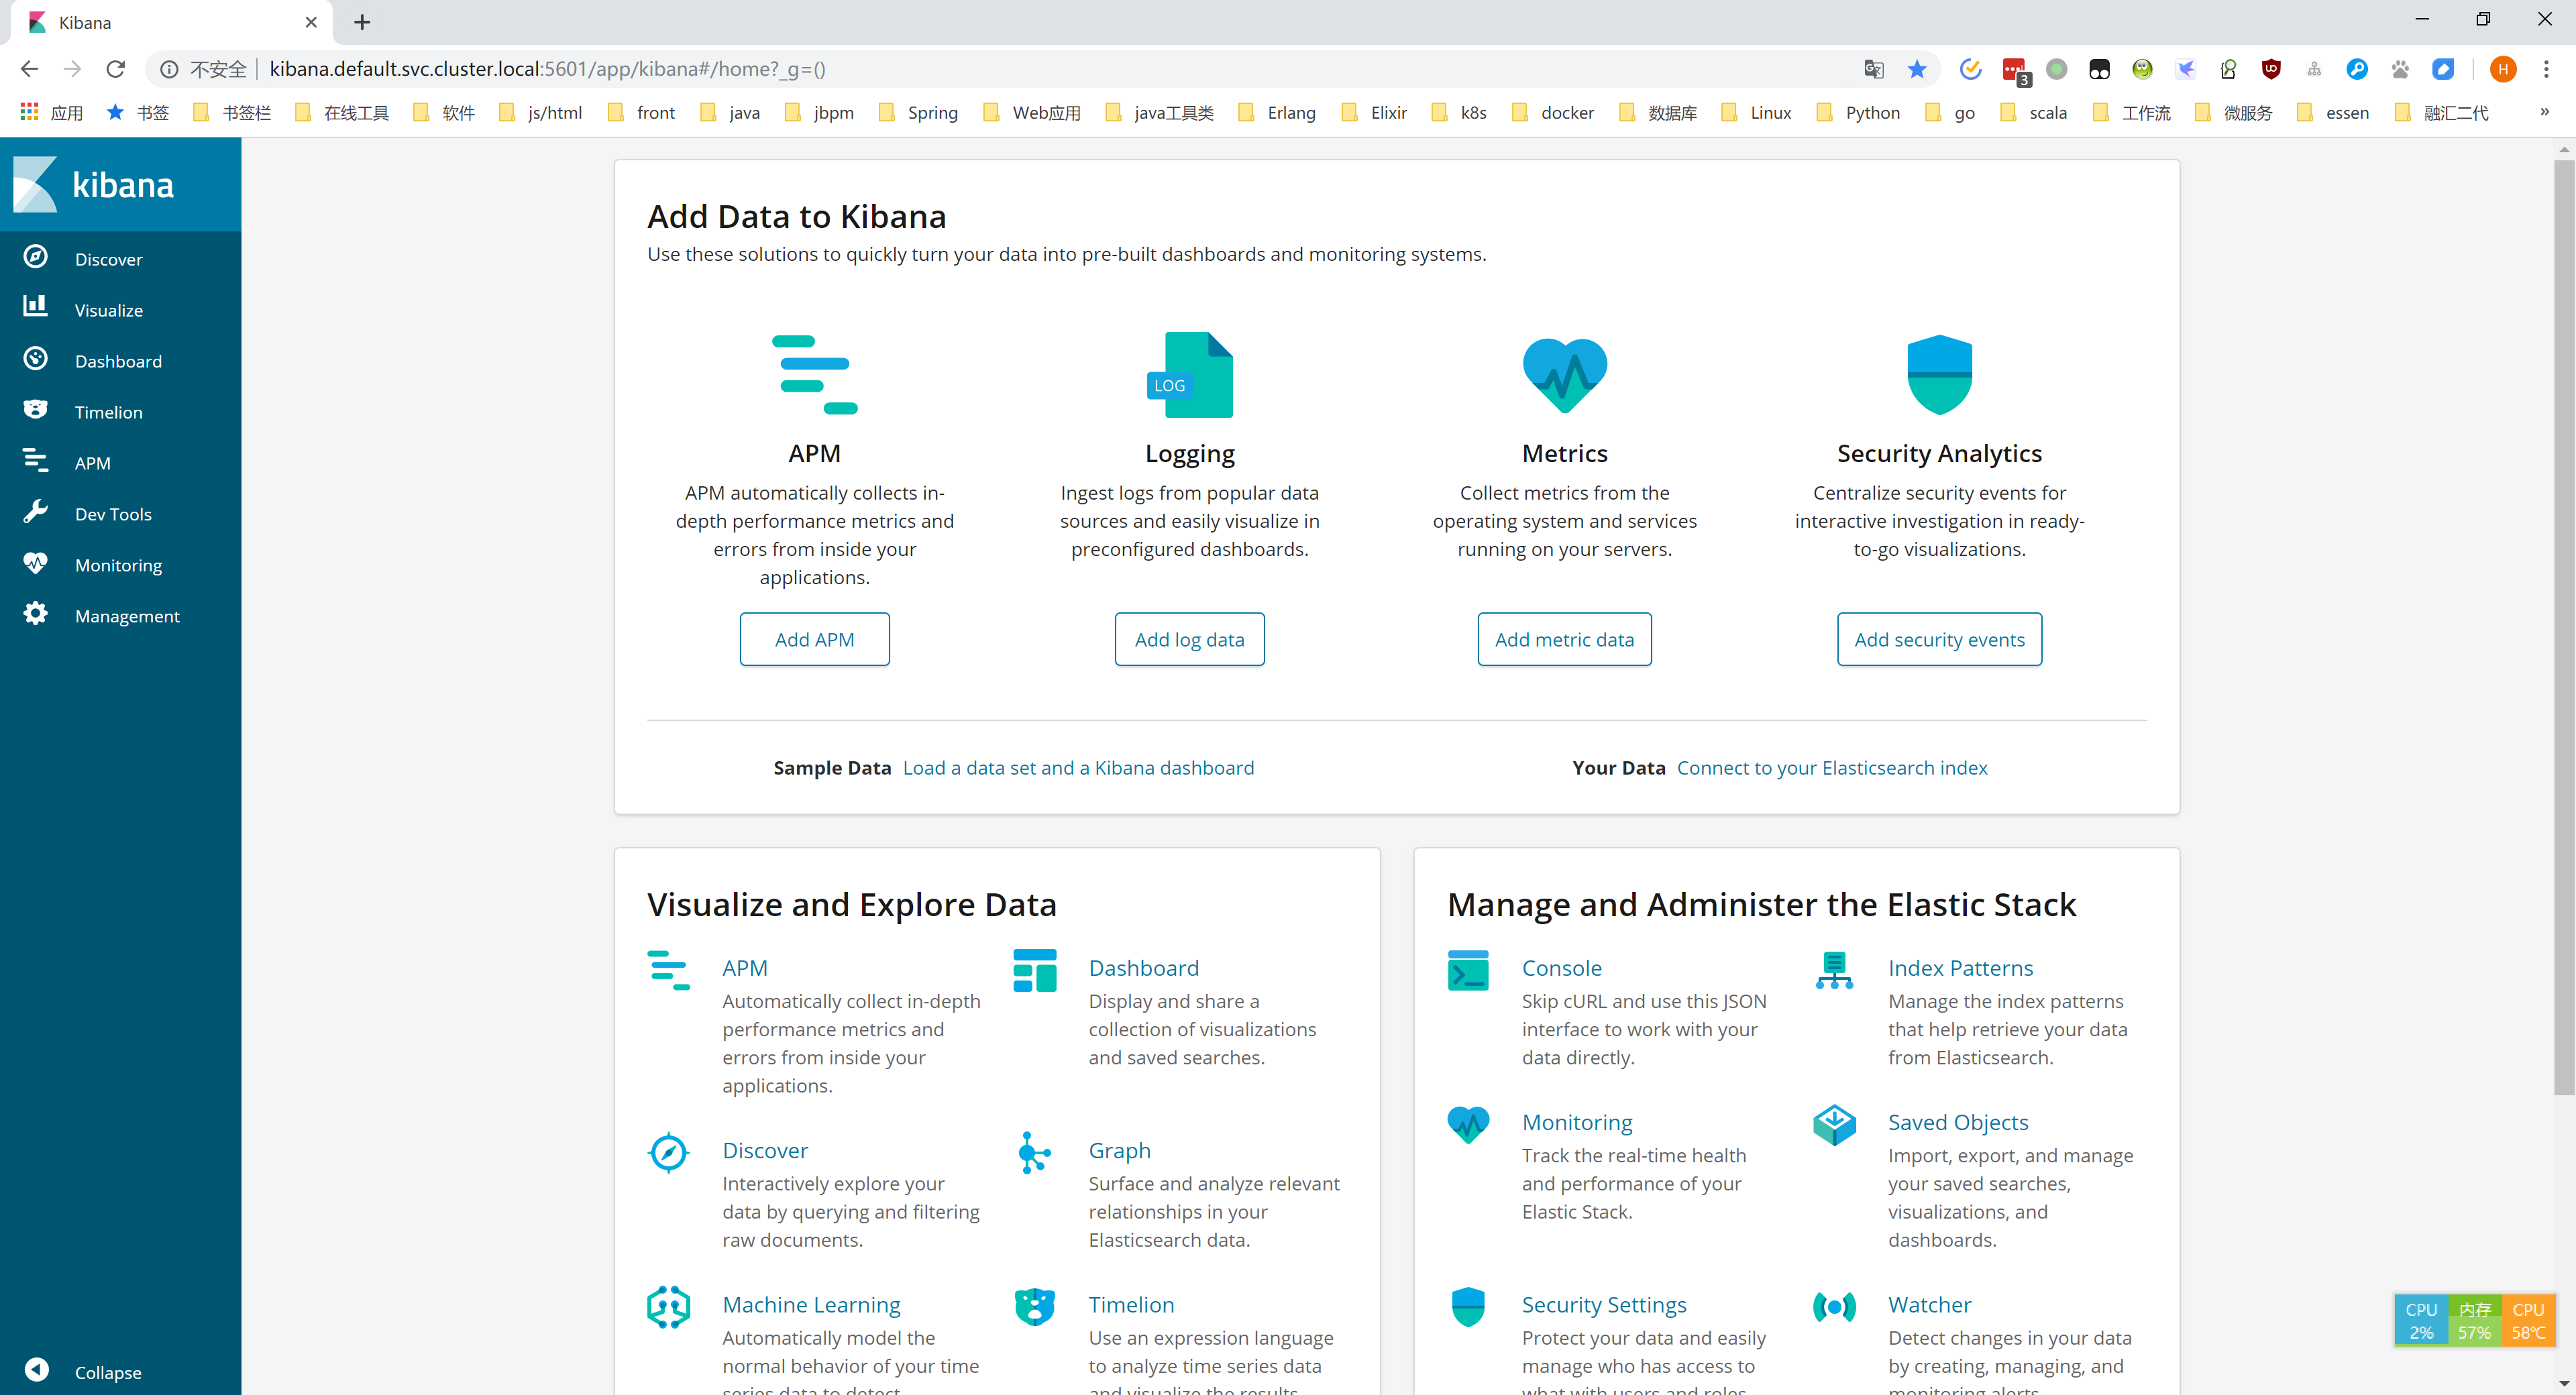 Kibana
不安全 kibana.default.svc.cluster.local:5601/app/kibana#/home?_g=()
3
H
应用 书签 书签栏 在线工具 软件 js/html front java jbpm Spring Web应用 java工具类 Erlang Elixir k8s docker 数据库 Linux Python go scala 工作流 微服务 essen 融汇二代 »
kibana
Discover
Visualize
Dashboard
Timelion
APM
Dev Tools
Monitoring
Management
Collapse
Add Data to Kibana
Use these solutions to quickly turn your data into pre-built dashboards and monitoring systems.
APM
APM automatically collects in-
depth performance metrics and
errors from inside your
applications.
Add APM
LOG
Logging
Ingest logs from popular data
sources and easily visualize in
preconfigured dashboards.
Add log data
Metrics
Collect metrics from the
operating system and services
running on your servers.
Add metric data
Security Analytics
Centralize security events for
interactive investigation in ready-
to-go visualizations.
Add security events
Sample Data Load a data set and a Kibana dashboard
Your Data Connect to your Elasticsearch index
Visualize and Explore Data
APM
Automatically collect in-depth
performance metrics and
errors from inside your
applications.
Dashboard
Display and share a
collection of visualizations
and saved searches.
Discover
Interactively explore your
data by querying and filtering
raw documents.
Graph
Surface and analyze relevant
relationships in your
Elasticsearch data.
Machine Learning
Automatically model the
normal behavior of your time
series data to detect
Timelion
Use an expression language
to analyze time series data
and visualize the results.
Manage and Administer the Elastic Stack
Console
Skip cURL and use this JSON
interface to work with your
data directly.
Index Patterns
Manage the index patterns
that help retrieve your data
from Elasticsearch.
Monitoring
Track the real-time health
and performance of your
Elastic Stack.
Saved Objects
Import, export, and manage
your saved searches,
visualizations, and
dashboards.
Security Settings
Protect your data and easily
manage who has access to
what with users and roles.
Watcher
Detect changes in your data
by creating, managing, and
monitoring alerts.
CPU 内存 CPU
2% 57% 58℃